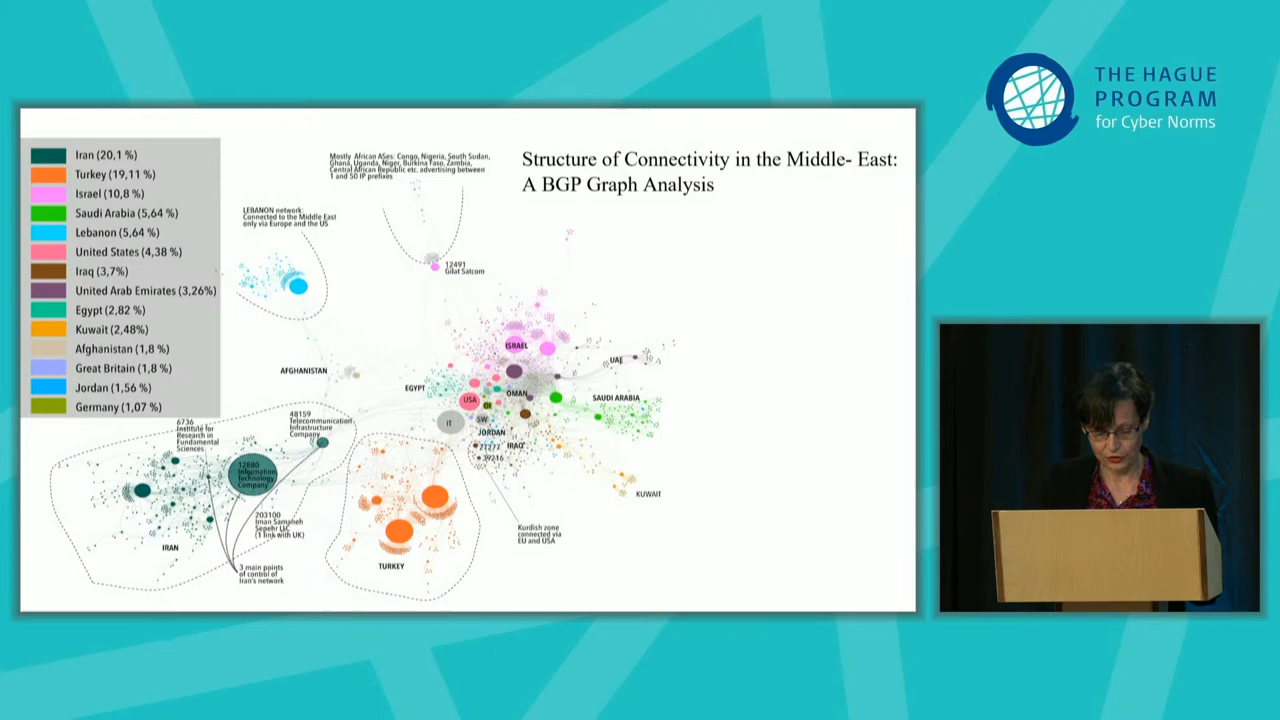 THE HAGUE
PROGRAM
for Cyber Norms
Structure of Connectivity in the Middle- East:
A BGP Graph Analysis
Iran (20,1 %)
Turkey (19,11 %)
Israel (10,8 %)
Saudi Arabia (5,64 %)
Lebanon (5,64 %)
United States (4,38 %)
Iraq (3,7%)
United Arab Emirates (3,26%)
Egypt (2,82 %)
Kuwait (2,48%)
Afghanistan (1,8 %)
Great Britain (1,8 %)
Jordan (1,56 %)
Germany (1,07 %)
Mostly African ASes: Congo, Nigeria, South Sudan,
Ghana, Uganda, Niger, Burkina Faso, Zambia,
Central African Republic etc. advertising between
1 and 50 IP prefixes
LEBANON network:
Connected to the Middle East
only via Europe and the US
12491
Gilat Satcom
ISRAEL
UAE
AFGHANISTAN
EGYPT
OMAN
SAUDI ARABIA
USA
IT
SW
JORDAN
IRAQ
21277
39216
KUWAIT
Kurdish zone
connected via
EU and USA
48159
Telecommunication
Infrastructure
Company
6736
Institute for
Research in
Fundamental
Sciences
12880
Information
Technology
Company
203100
Iman Samaneh
Sepehr LLC
(1 link with UK)
IRAN
3 main points
of control of
Iran's network
TURKEY